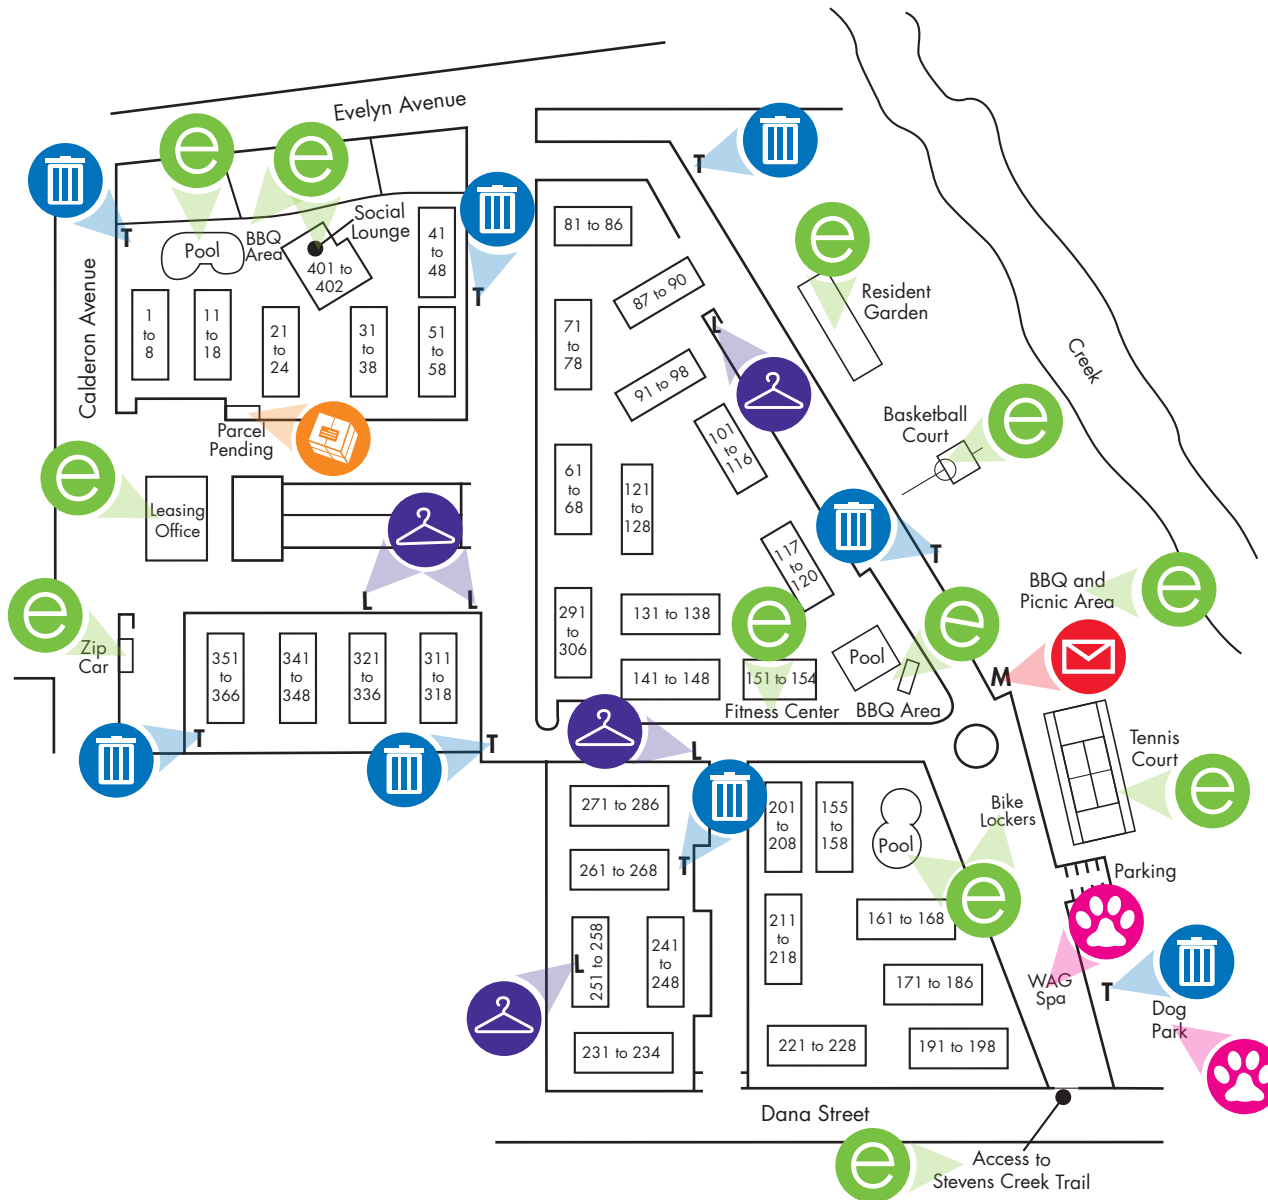 Evelyn Avenue
e
e
T
T
T
Social
Lounge
BBQ
Area
Pool
401 to
402
41
to
48
81 to 86
e
Resident
Garden
87 to 90
Calderon Avenue
1
to
8
11
to
18
21
to
24
31
to
38
51
to
58
71
to
78
L
91 to 98
Creek
Parcel
Pending
101
to
116
Basketball
Court
e
e
Leasing
Office
61
to
68
121
to
128
117
to
120
T
L
L
BBQ and
Picnic Area
e
e
Zip
Car
351
to
366
341
to
348
321
to
336
311
to
318
291
to
306
131 to 138
e
e
141 to 148
151 to 154
Pool
M
Fitness Center
BBQ Area
T
T
L
Tennis
Court
e
271 to 286
201
to
208
155
to
158
Bike
Lockers
Pool
261 to 268
T
e
Parking
161 to 168
211
to
218
251 to 258
L
241
to
248
171 to 186
WAG
Spa
T
Dog
Park
231 to 234
221 to 228
191 to 198
Dana Street
e
Access to
Stevens Creek Trail